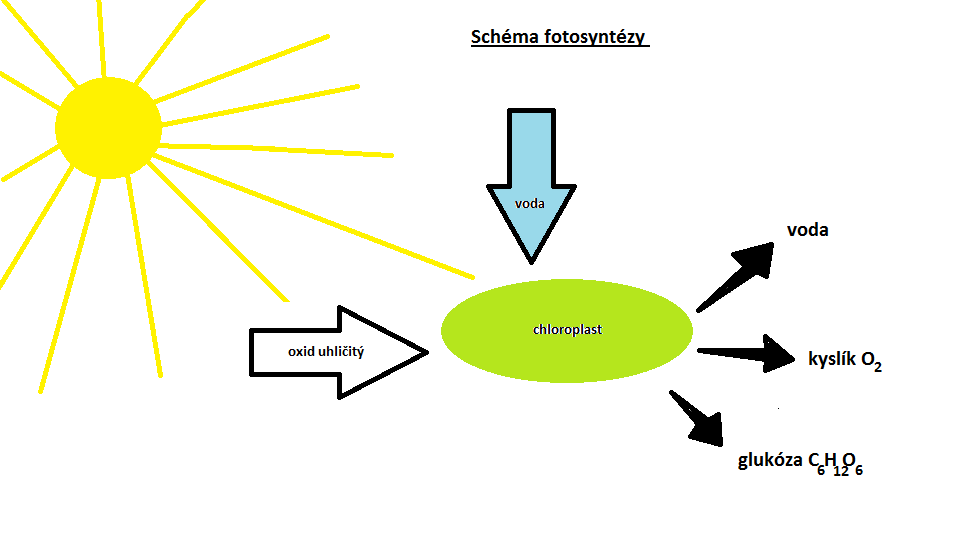 Schéma fotosyntézy
voda
voda
chloroplast
oxid uhličitý
kyslík O2
glukóza C6H12O6